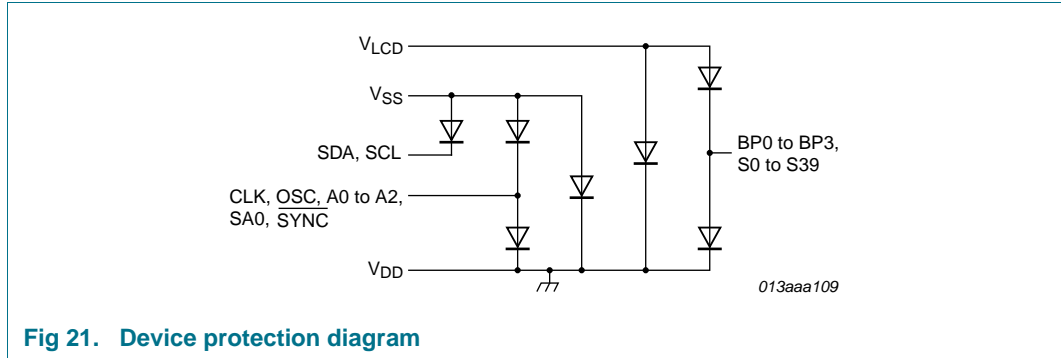 VLCD
VSS
SDA, SCL
CLK, OSC, A0 to A2,
SA0, SYNC
VDD
BP0 to BP3,
S0 to S39
013aaa109
Fig 21. Device protection diagram